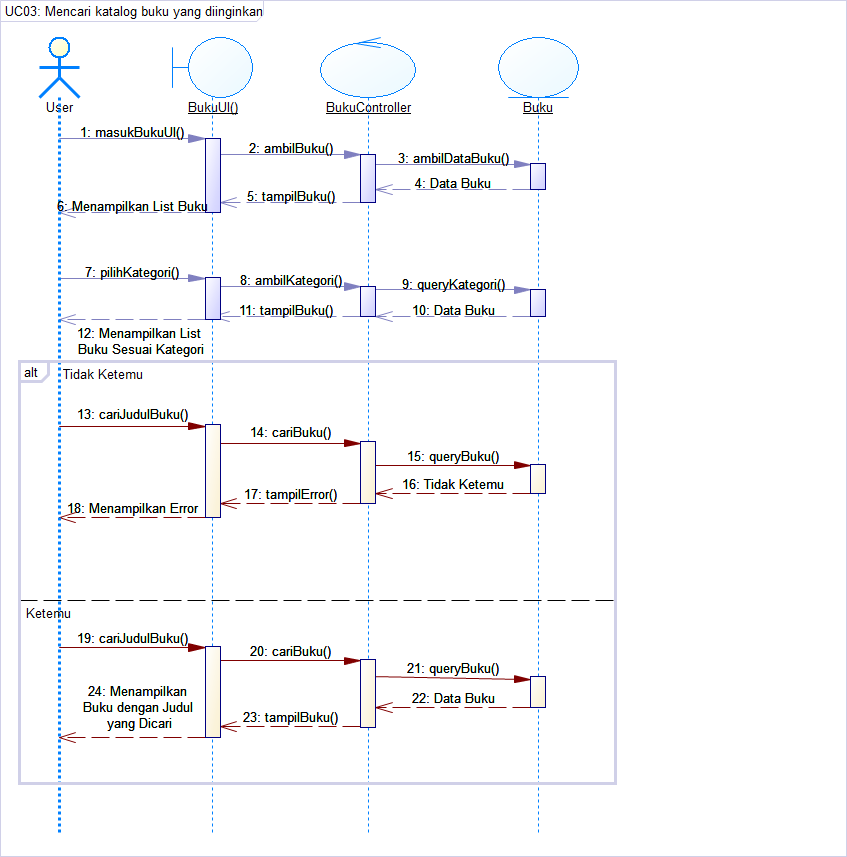 UC03: Mencari katalog buku yang diinginkan
User
BukuUI()
BukuController
Buku
1: masukBukuUI()
2: ambilBuku()
3: ambilDataBuku()
4: Data Buku
5: tampilBuku()
6: Menampilkan List Buku
7: pilihKategori()
8: ambilKategori()
9: queryKategori()
10: Data Buku
11: tampilBuku()
12: Menampilkan List
Buku Sesuai Kategori
alt
Tidak Ketemu
13: cariJudulBuku()
14: cariBuku()
15: queryBuku()
16: Tidak Ketemu
17: tampilError()
18: Menampilkan Error
Ketemu
19: cariJudulBuku()
20: cariBuku()
21: queryBuku()
22: Data Buku
23: tampilBuku()
24: Menampilkan
Buku dengan Judul
yang Dicari